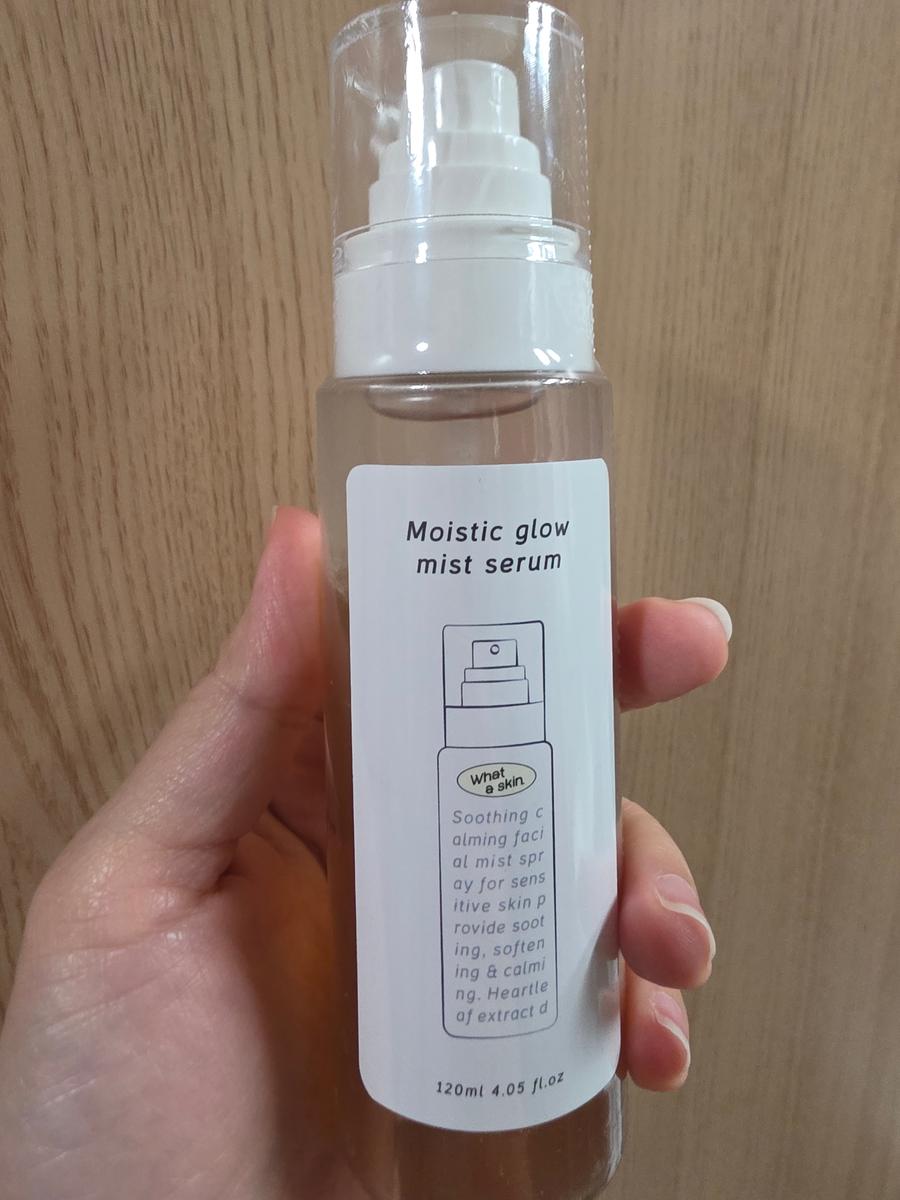 Moistic glow
mist serum
What
a skin.
Soothing c
alming faci
al mist spr
ay for sens
itive skin p
rovide soot
ing, soften
ing & calmi
ng. Heartle
af extract d
120ml 4.05 fl.oz